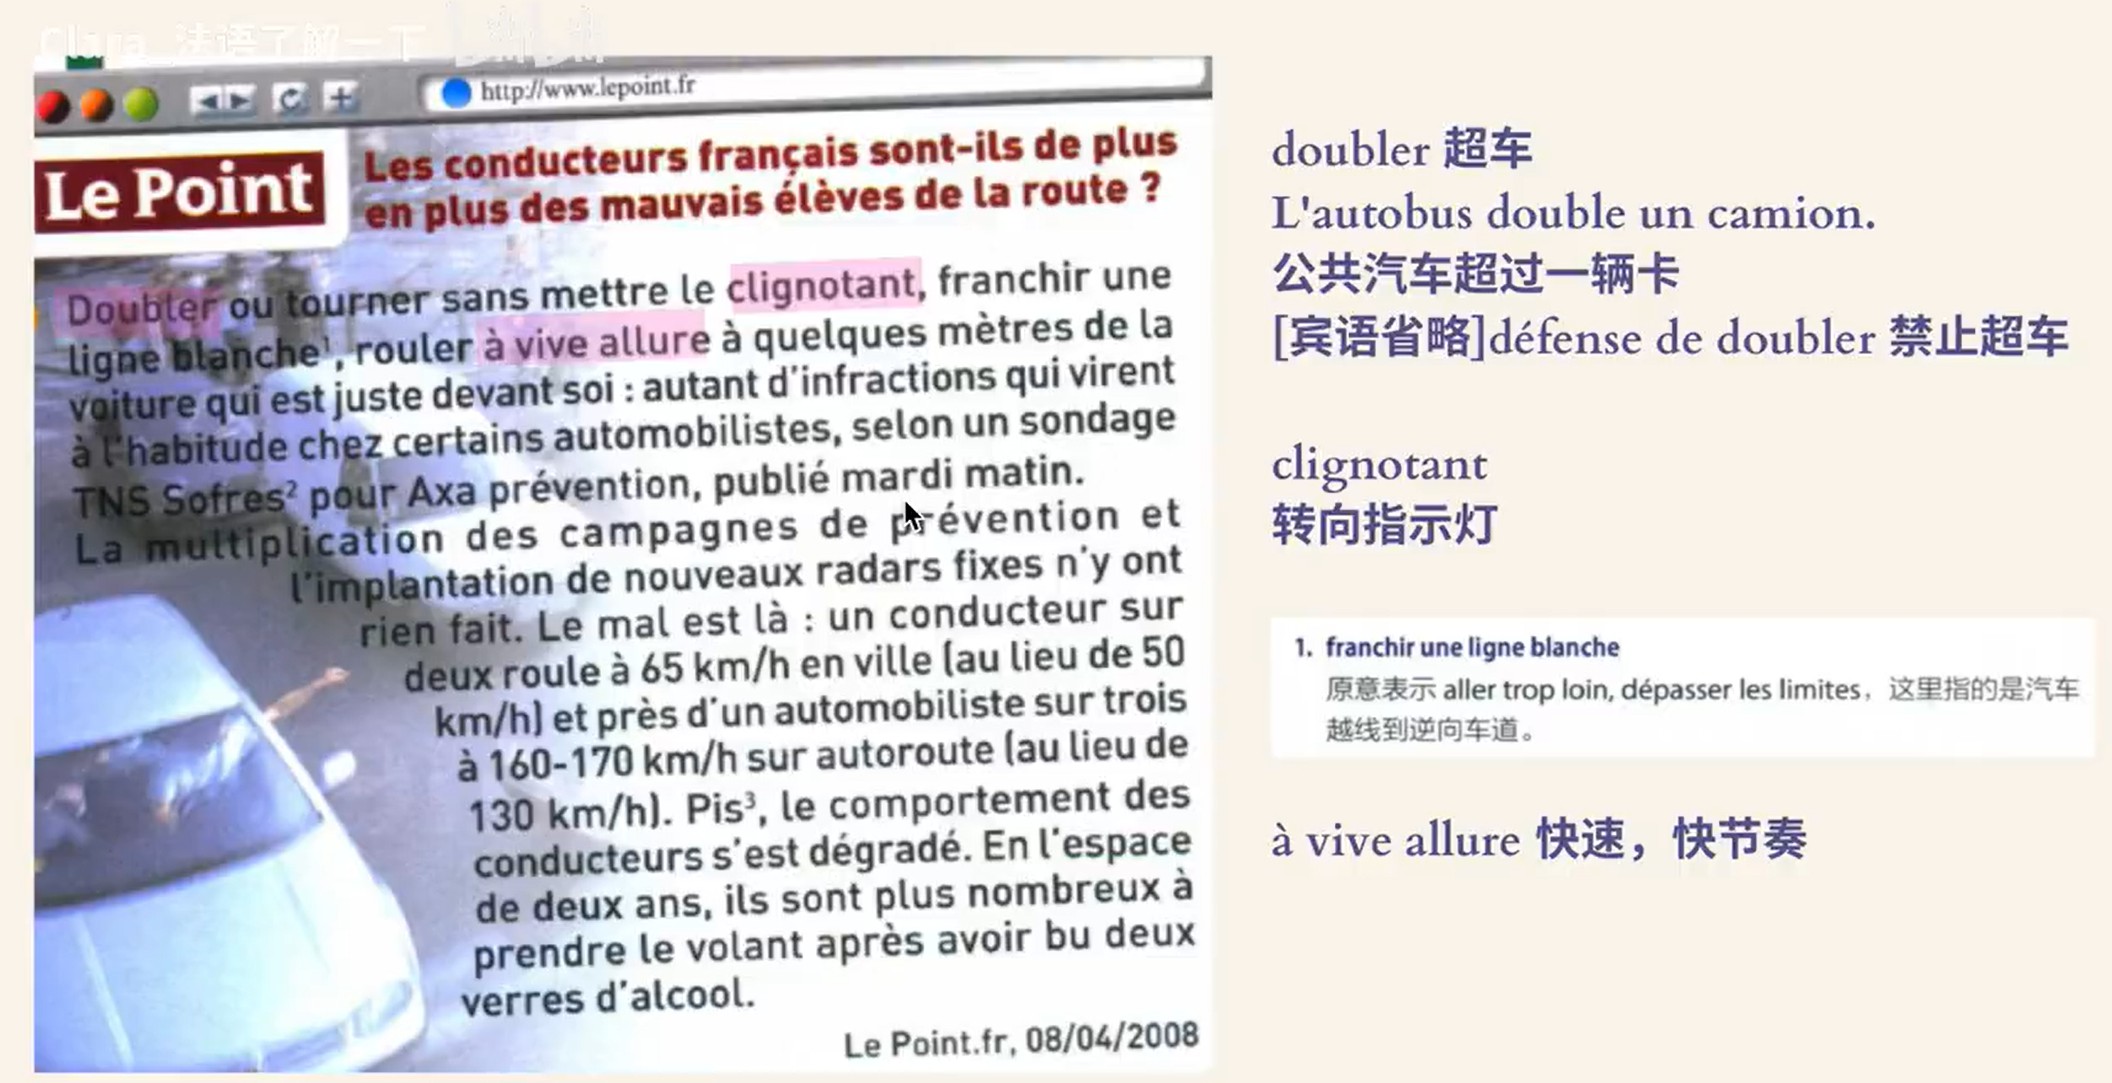 Clara_法语了解一下 bilibili
http://www.lepoint.fr
Le Point
Les conducteurs français sont-ils de plus
en plus des mauvais élèves de la route ?
Doubler ou tourner sans mettre le clignotant, franchir une
ligne blanche¹, rouler à vive allure à quelques mètres de la
voiture qui est juste devant soi : autant d'infractions qui virent
à l'habitude chez certains automobilistes, selon un sondage
TNS Sofres² pour Axa prévention, publié mardi matin.
La multiplication des campagnes de prévention et
l'implantation de nouveaux radars fixes n'y ont
rien fait. Le mal est là : un conducteur sur
deux roule à 65 km/h en ville (au lieu de 50
km/h) et près d'un automobiliste sur trois
à 160-170 km/h sur autoroute (au lieu de
130 km/h). Pis³, le comportement des
conducteurs s'est dégradé. En l'espace
de deux ans, ils sont plus nombreux à
prendre le volant après avoir bu deux
verres d'alcool.
Le Point.fr, 08/04/2008
doubler 超车
L'autobus double un camion.
公共汽车超过一辆卡
[宾语省略]défense de doubler 禁止超车
clignotant
转向指示灯
1. franchir une ligne blanche
原意表示 aller trop loin, dépasser les limites，这里指的是汽车
越线到逆向车道。
à vive allure 快速，快节奏